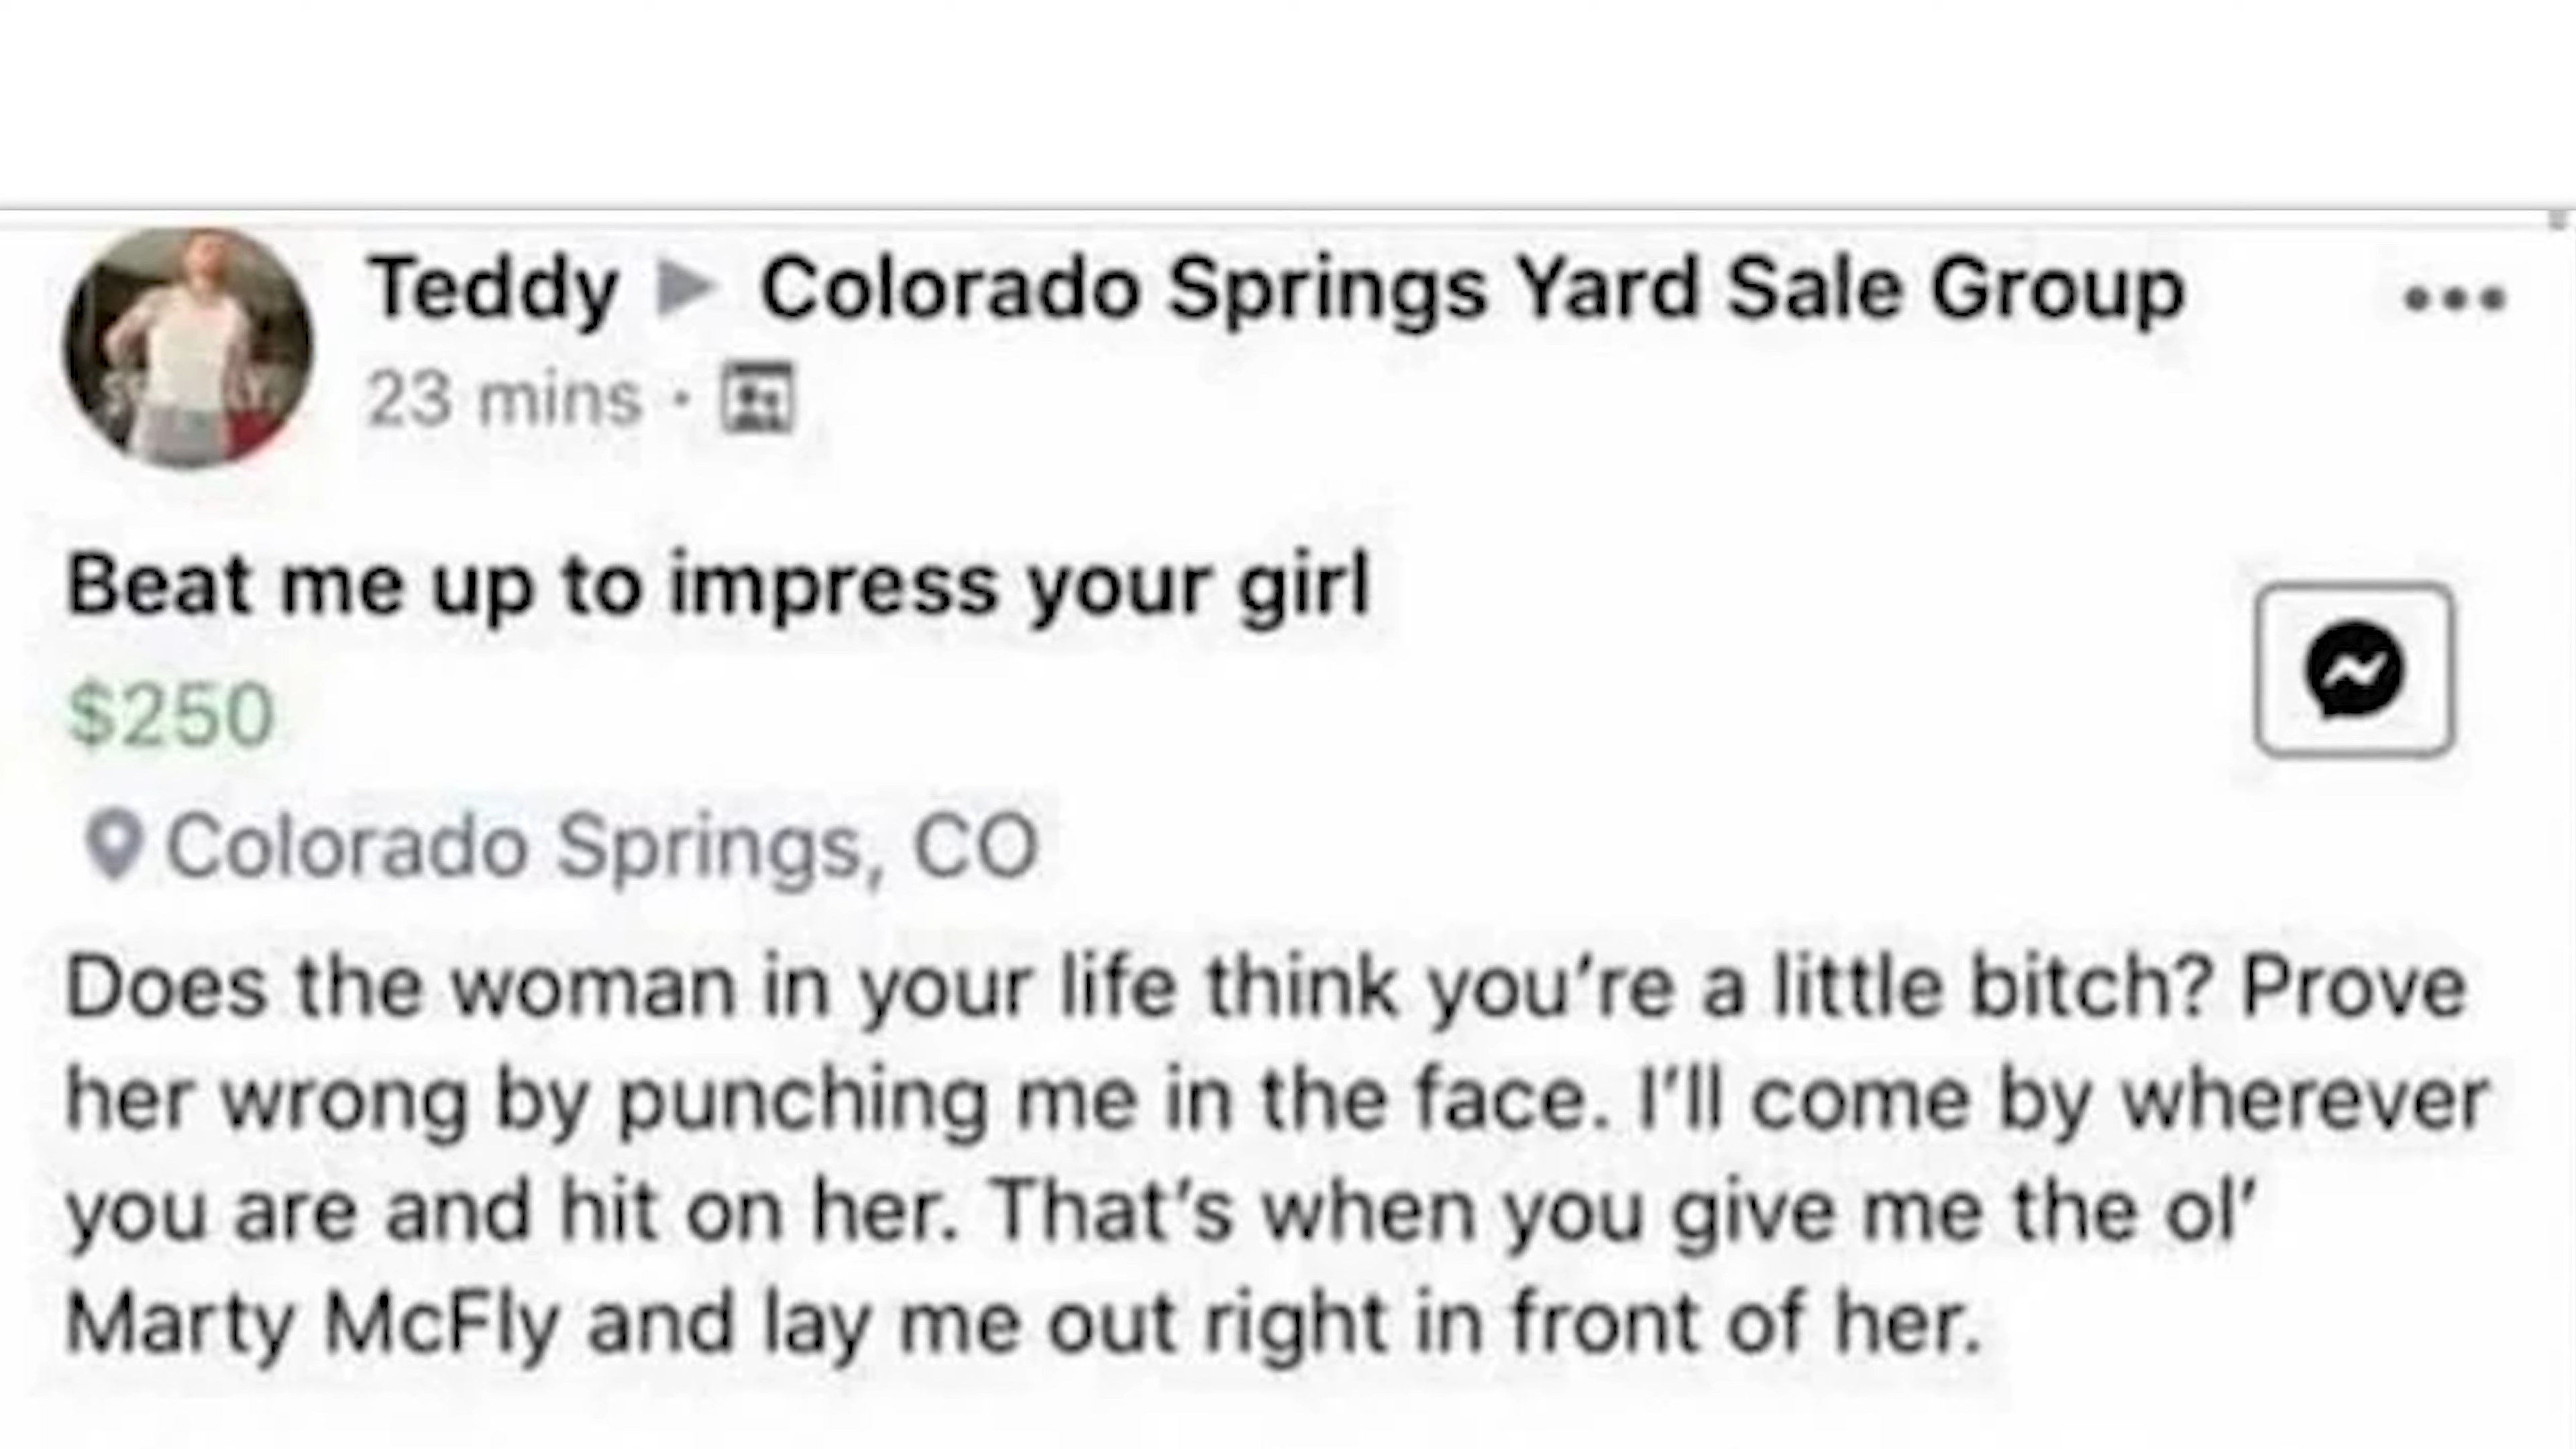 Teddy ▶ Colorado Springs Yard Sale Group
23 mins ·
Beat me up to impress your girl
$250
Colorado Springs, CO
Does the woman in your life think you’re a little bitch? Prove
her wrong by punching me in the face. I’ll come by wherever
you are and hit on her. That’s when you give me the ol’
Marty McFly and lay me out right in front of her.